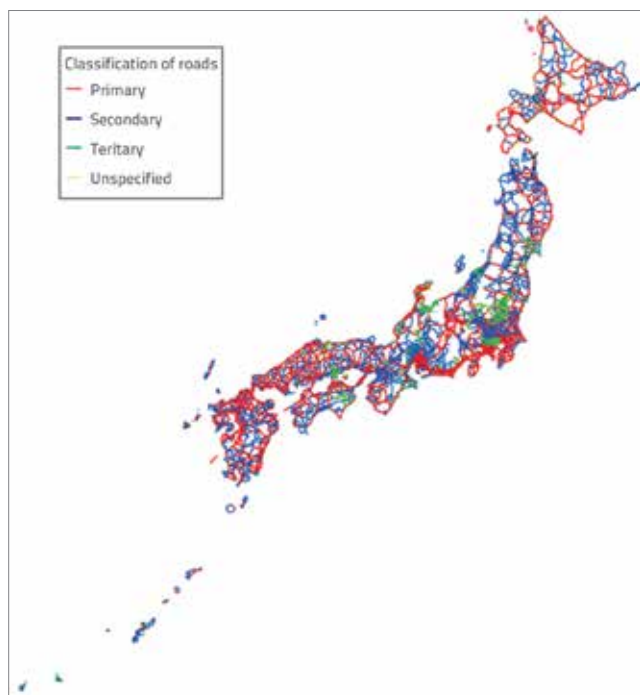 Classification of roads
Primary
Secondary
Teritary
Unspecified